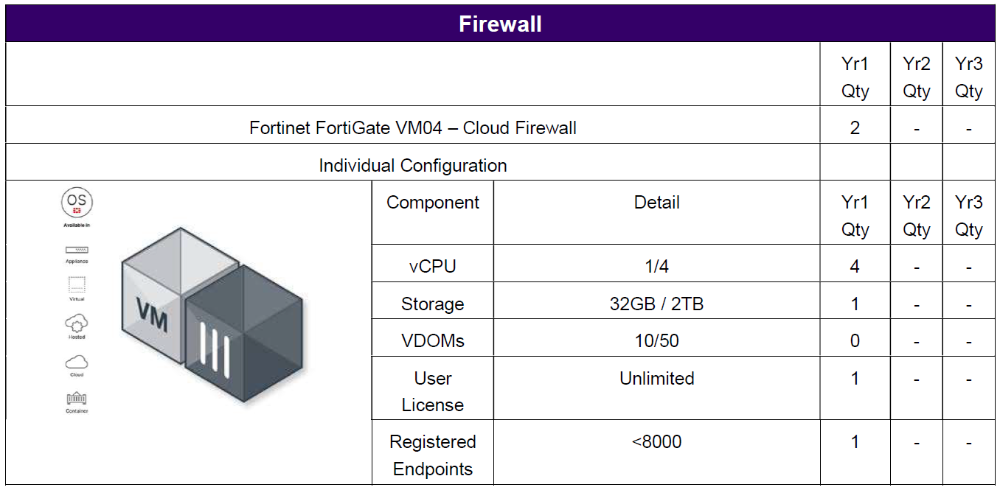 Firewall
Yr1 Yr2 Yr3
Qty Qty Qty
Fortinet FortiGate VM04 – Cloud Firewall 2 - -
Individual Configuration
OS
Available in
Appliance
Virtual
Hosted
Cloud
Container
VM
Component Detail Yr1 Yr2 Yr3
Qty Qty Qty
vCPU 1/4 4 - -
Storage 32GB / 2TB 1 - -
VDOMs 10/50 0 - -
User Unlimited 1 - -
License
Registered <8000 1 - -
Endpoints